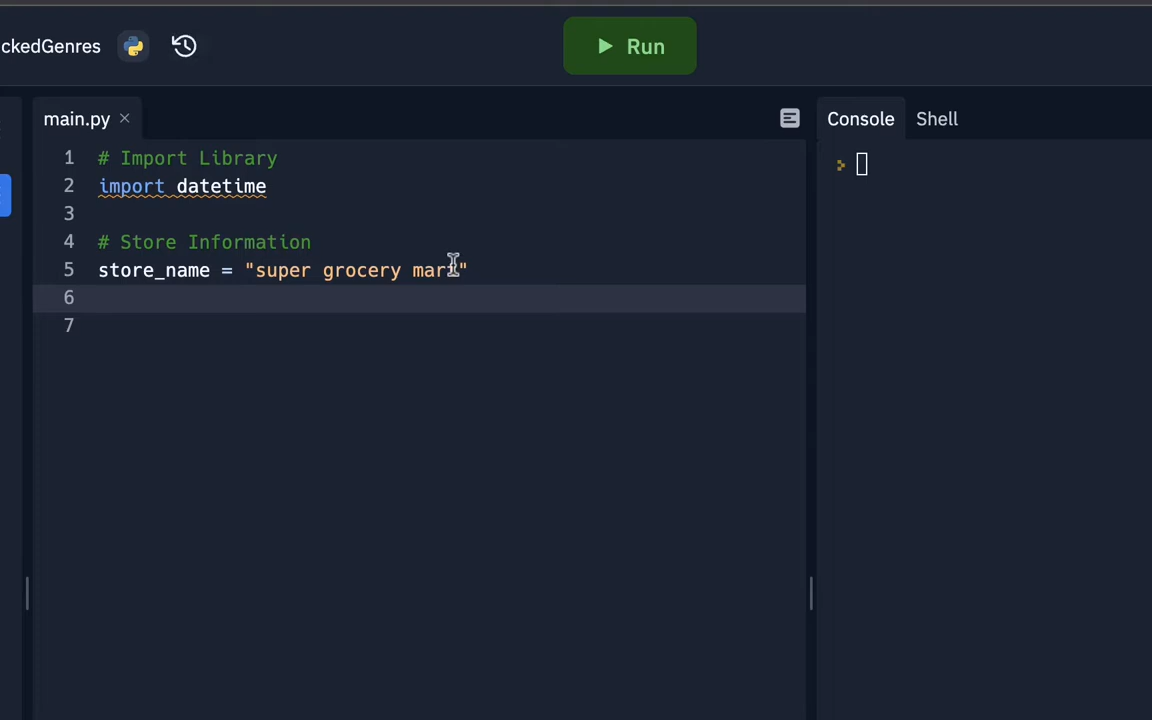 ckedGenres
Run
main.py
Console
Shell
1 # Import Library
2 import datetime
3
4 # Store Information
5 store_name = "super grocery mart"
6
7